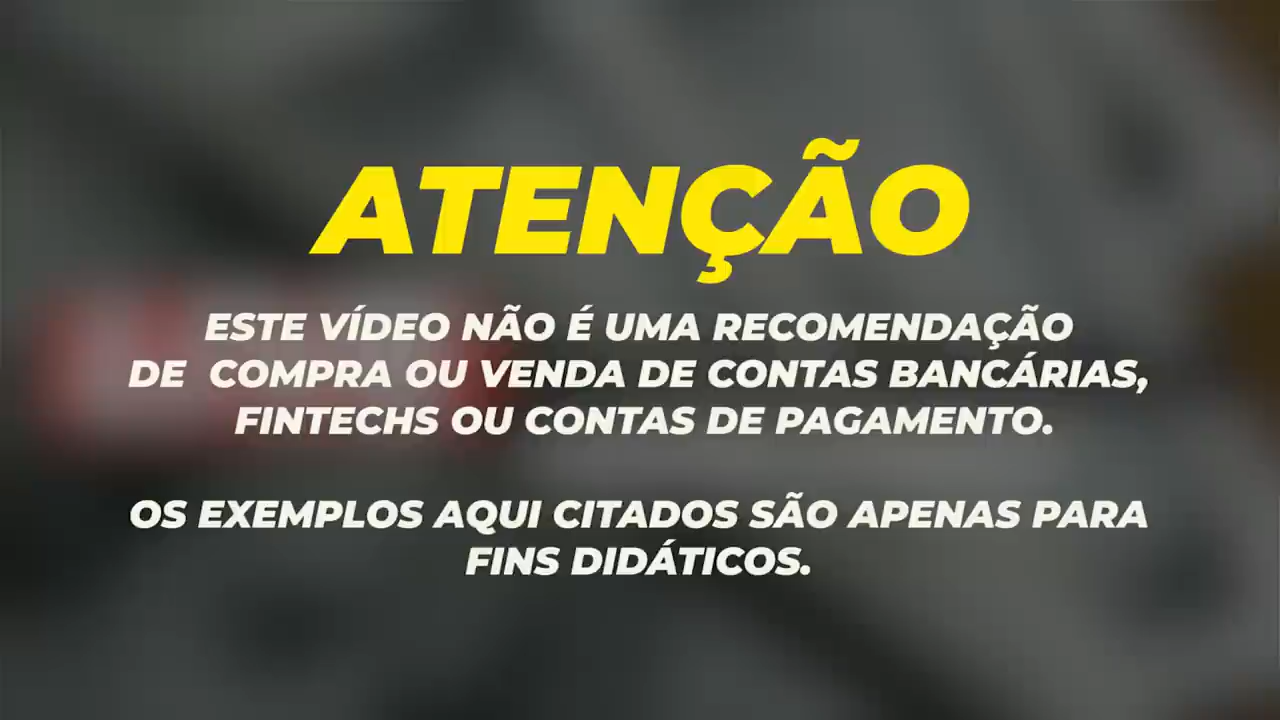 ATENÇÃO
ESTE VÍDEO NÃO É UMA RECOMENDAÇÃO
DE COMPRA OU VENDA DE CONTAS BANCÁRIAS,
FINTECHS OU CONTAS DE PAGAMENTO.
OS EXEMPLOS AQUI CITADOS SÃO APENAS PARA
FINS DIDÁTICOS.